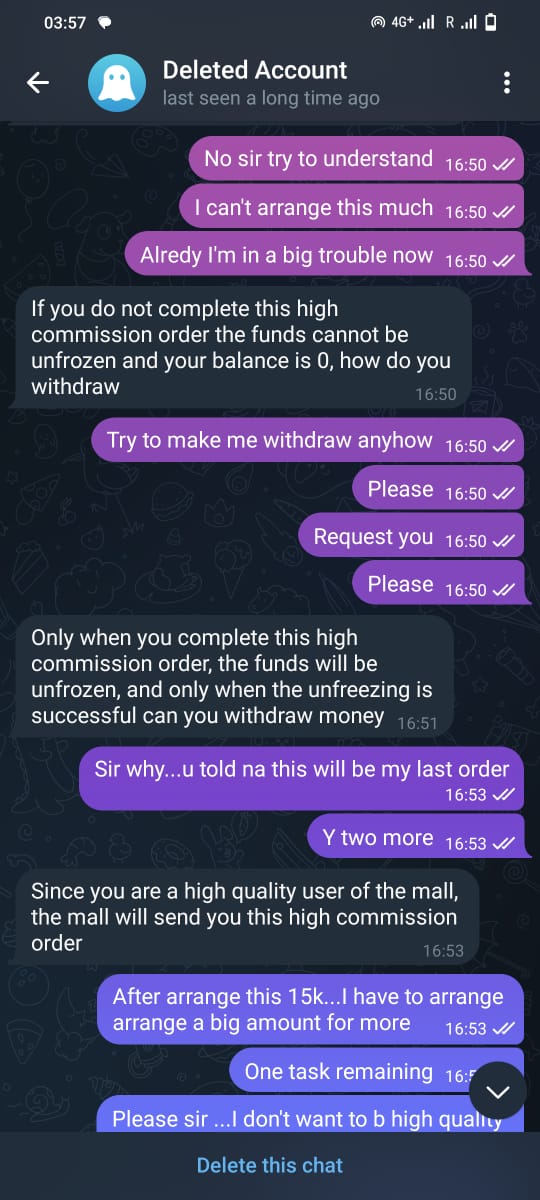 03:57
4G+ R
Deleted Account
last seen a long time ago
No sir try to understand 16:50
I can't arrange this much 16:50
Alredy I'm in a big trouble now 16:50
If you do not complete this high
commission order the funds cannot be
unfrozen and your balance is 0, how do you
withdraw
16:50
Try to make me withdraw anyhow 16:50
Please 16:50
Request you 16:50
Please 16:50
Only when you complete this high
commission order, the funds will be
unfrozen, and only when the unfreezing is
successful can you withdraw money 16:51
Sir why...u told na this will be my last order
16:53
Y two more 16:53
Since you are a high quality user of the mall,
the mall will send you this high commission
order
16:53
After arrange this 15k...I have to arrange
arrange a big amount for more 16:53
One task remaining
Please sir ...I don't want to b high quality
Delete this chat